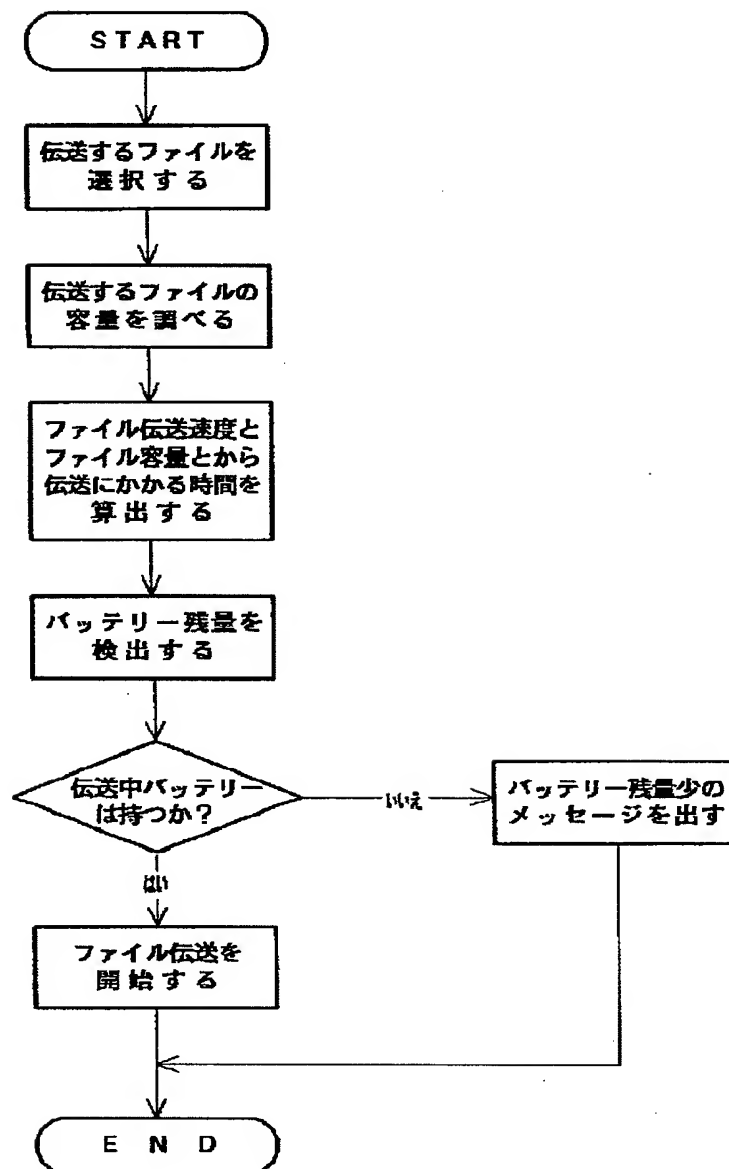 START
伝送するファイルを
選択する
伝送するファイルの
容量を調べる
ファイル伝送速度と
ファイル容量とから
伝送にかかる時間を
算出する
バッテリー残量を
検出する
伝送中バッテリー
は持つか？
いいえ
バッテリー残量少の
メッセージを出す
はい
ファイル伝送を
開始する
END